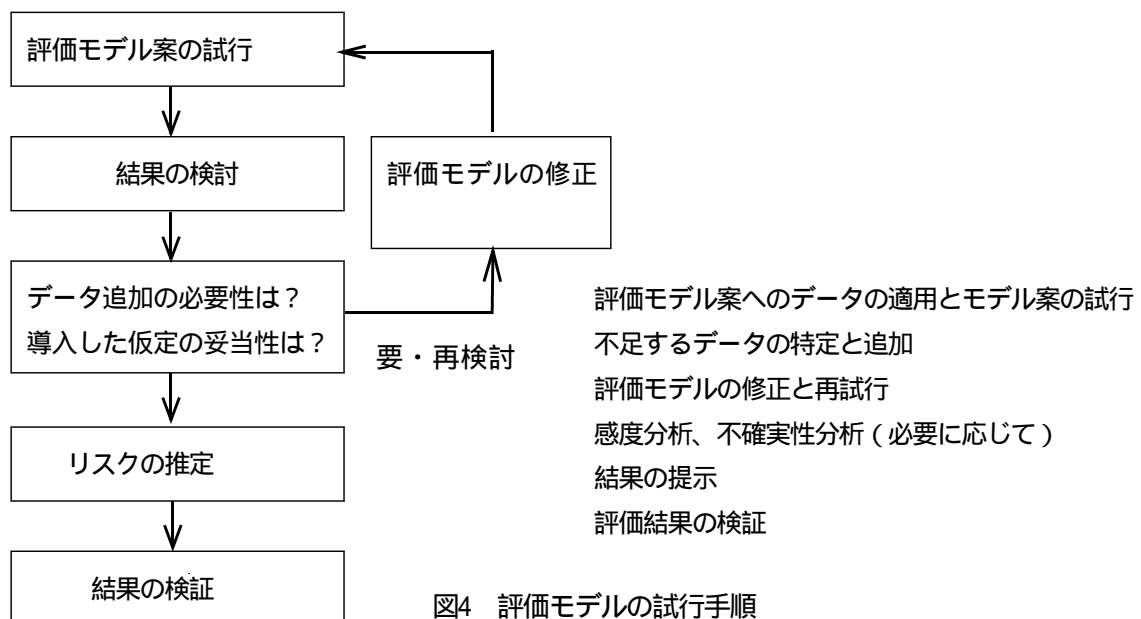 評価モデル案の試行
結果の検討
評価モデルの修正
データ追加の必要性は？
導入した仮定の妥当性は？
要・再検討
リスクの推定
結果の検証
評価モデル案へのデータの適用とモデル案の試行
不足するデータの特定と追加
評価モデルの修正と再試行
感度分析、不確実性分析（必要に応じて）
結果の提示
評価結果の検証
図4 評価モデルの試行手順